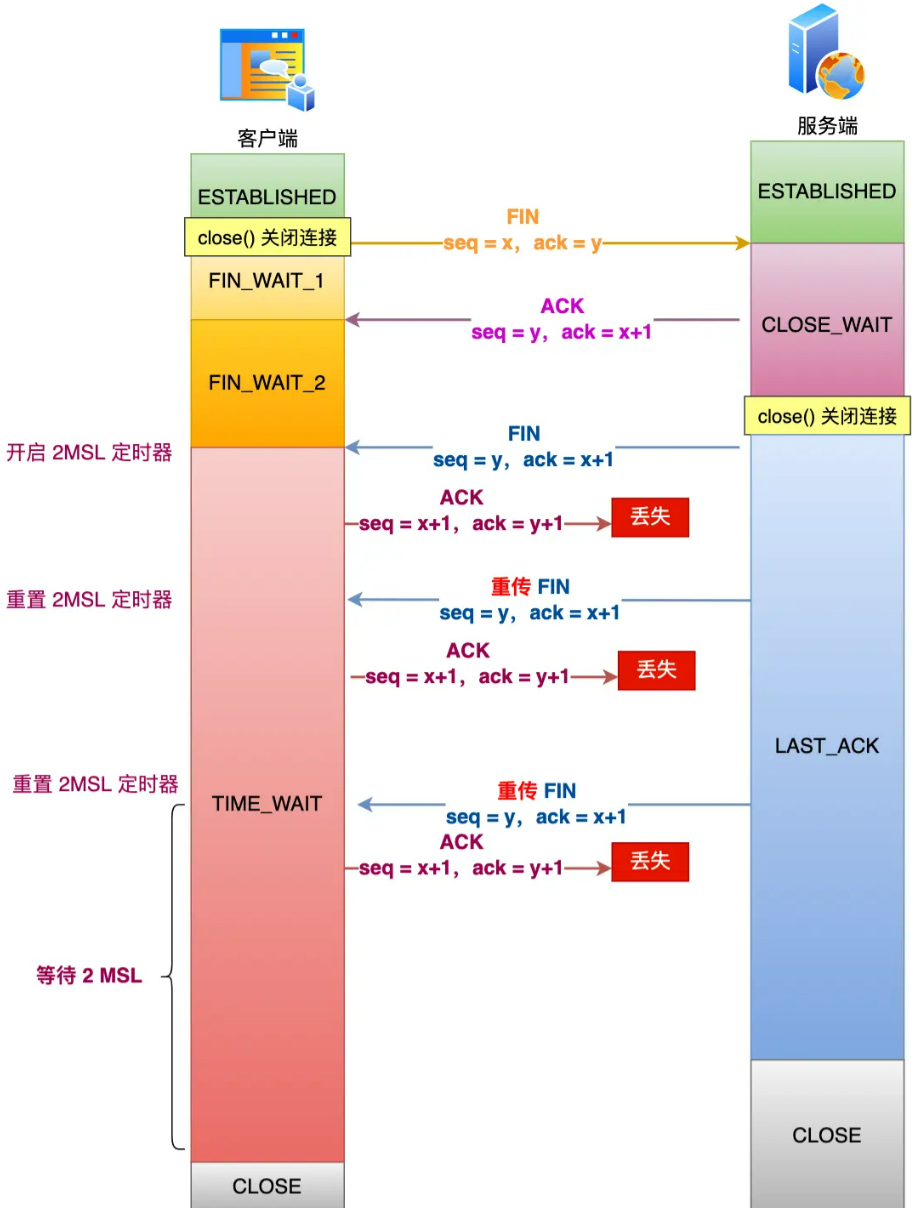 客户端
服务端
ESTABLISHED
ESTABLISHED
close() 关闭连接
FIN
seq = x，ack = y
FIN_WAIT_1
ACK
seq = y，ack = x+1
CLOSE_WAIT
FIN_WAIT_2
close() 关闭连接
开启 2MSL 定时器
FIN
seq = y，ack = x+1
ACK
seq = x+1，ack = y+1
丢失
重置 2MSL 定时器
重传 FIN
seq = y，ack = x+1
ACK
seq = x+1，ack = y+1
丢失
LAST_ACK
重置 2MSL 定时器
TIME_WAIT
重传 FIN
seq = y，ack = x+1
ACK
seq = x+1，ack = y+1
丢失
等待 2 MSL
CLOSE
CLOSE